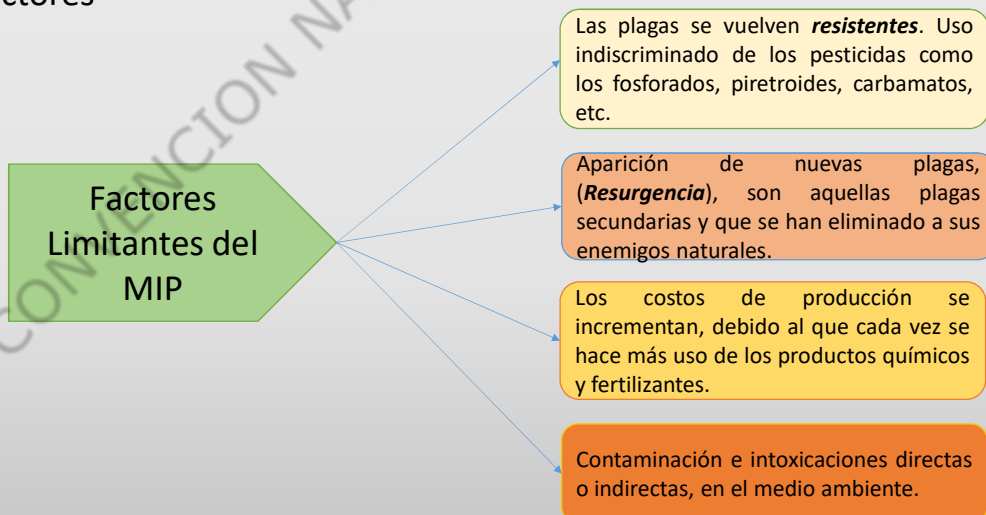 Factores
Limitantes del
MIP
Las plagas se vuelven resistentes. Uso
indiscriminado de los pesticidas como
los fosforados, piretroides, carbamatos,
etc.
Aparición de nuevas plagas,
(Resurgencia), son aquellas plagas
secundarias y que se han eliminado a sus
enemigos naturales.
Los costos de producción se
incrementan, debido al que cada vez se
hace más uso de los productos químicos
y fertilizantes.
Contaminación e intoxicaciones directas
o indirectas, en el medio ambiente.
CONVENCION